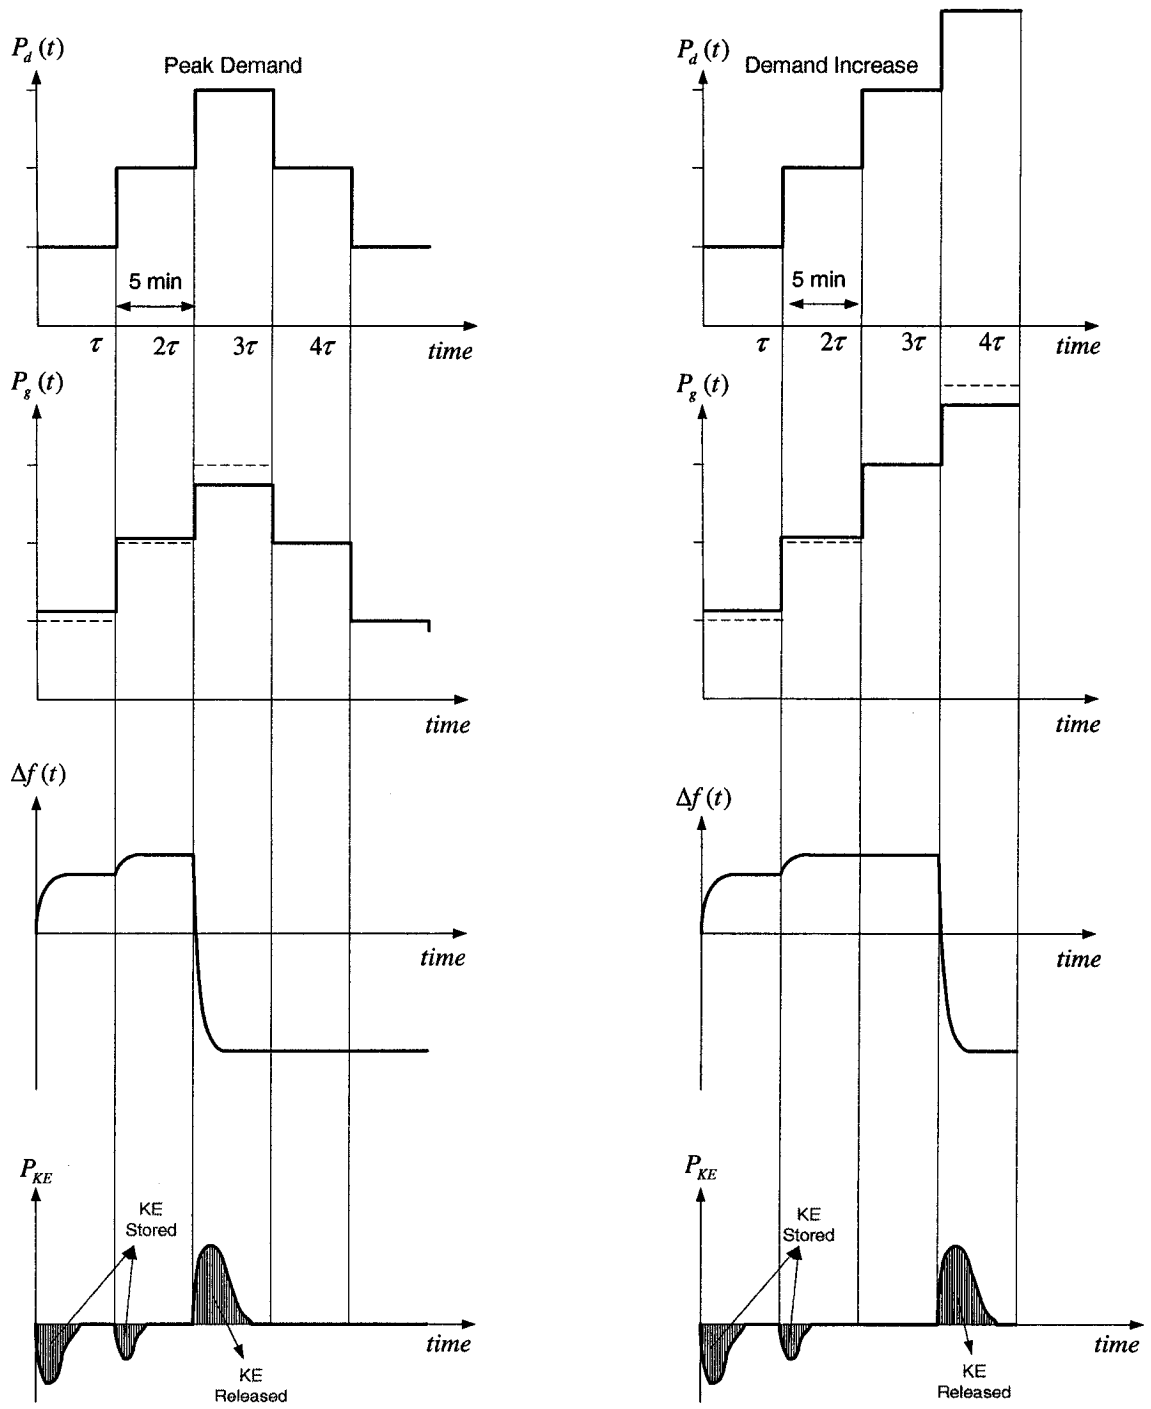 P_d (t)
Peak Demand
5 min
τ 2τ 3τ 4τ time
P_g (t)
time
Δf (t)
time
P_KE
KE
Stored
time
KE
Released
P_d (t)
Demand Increase
5 min
τ 2τ 3τ 4τ time
P_g (t)
time
Δf (t)
time
P_KE
KE
Stored
time
KE
Released